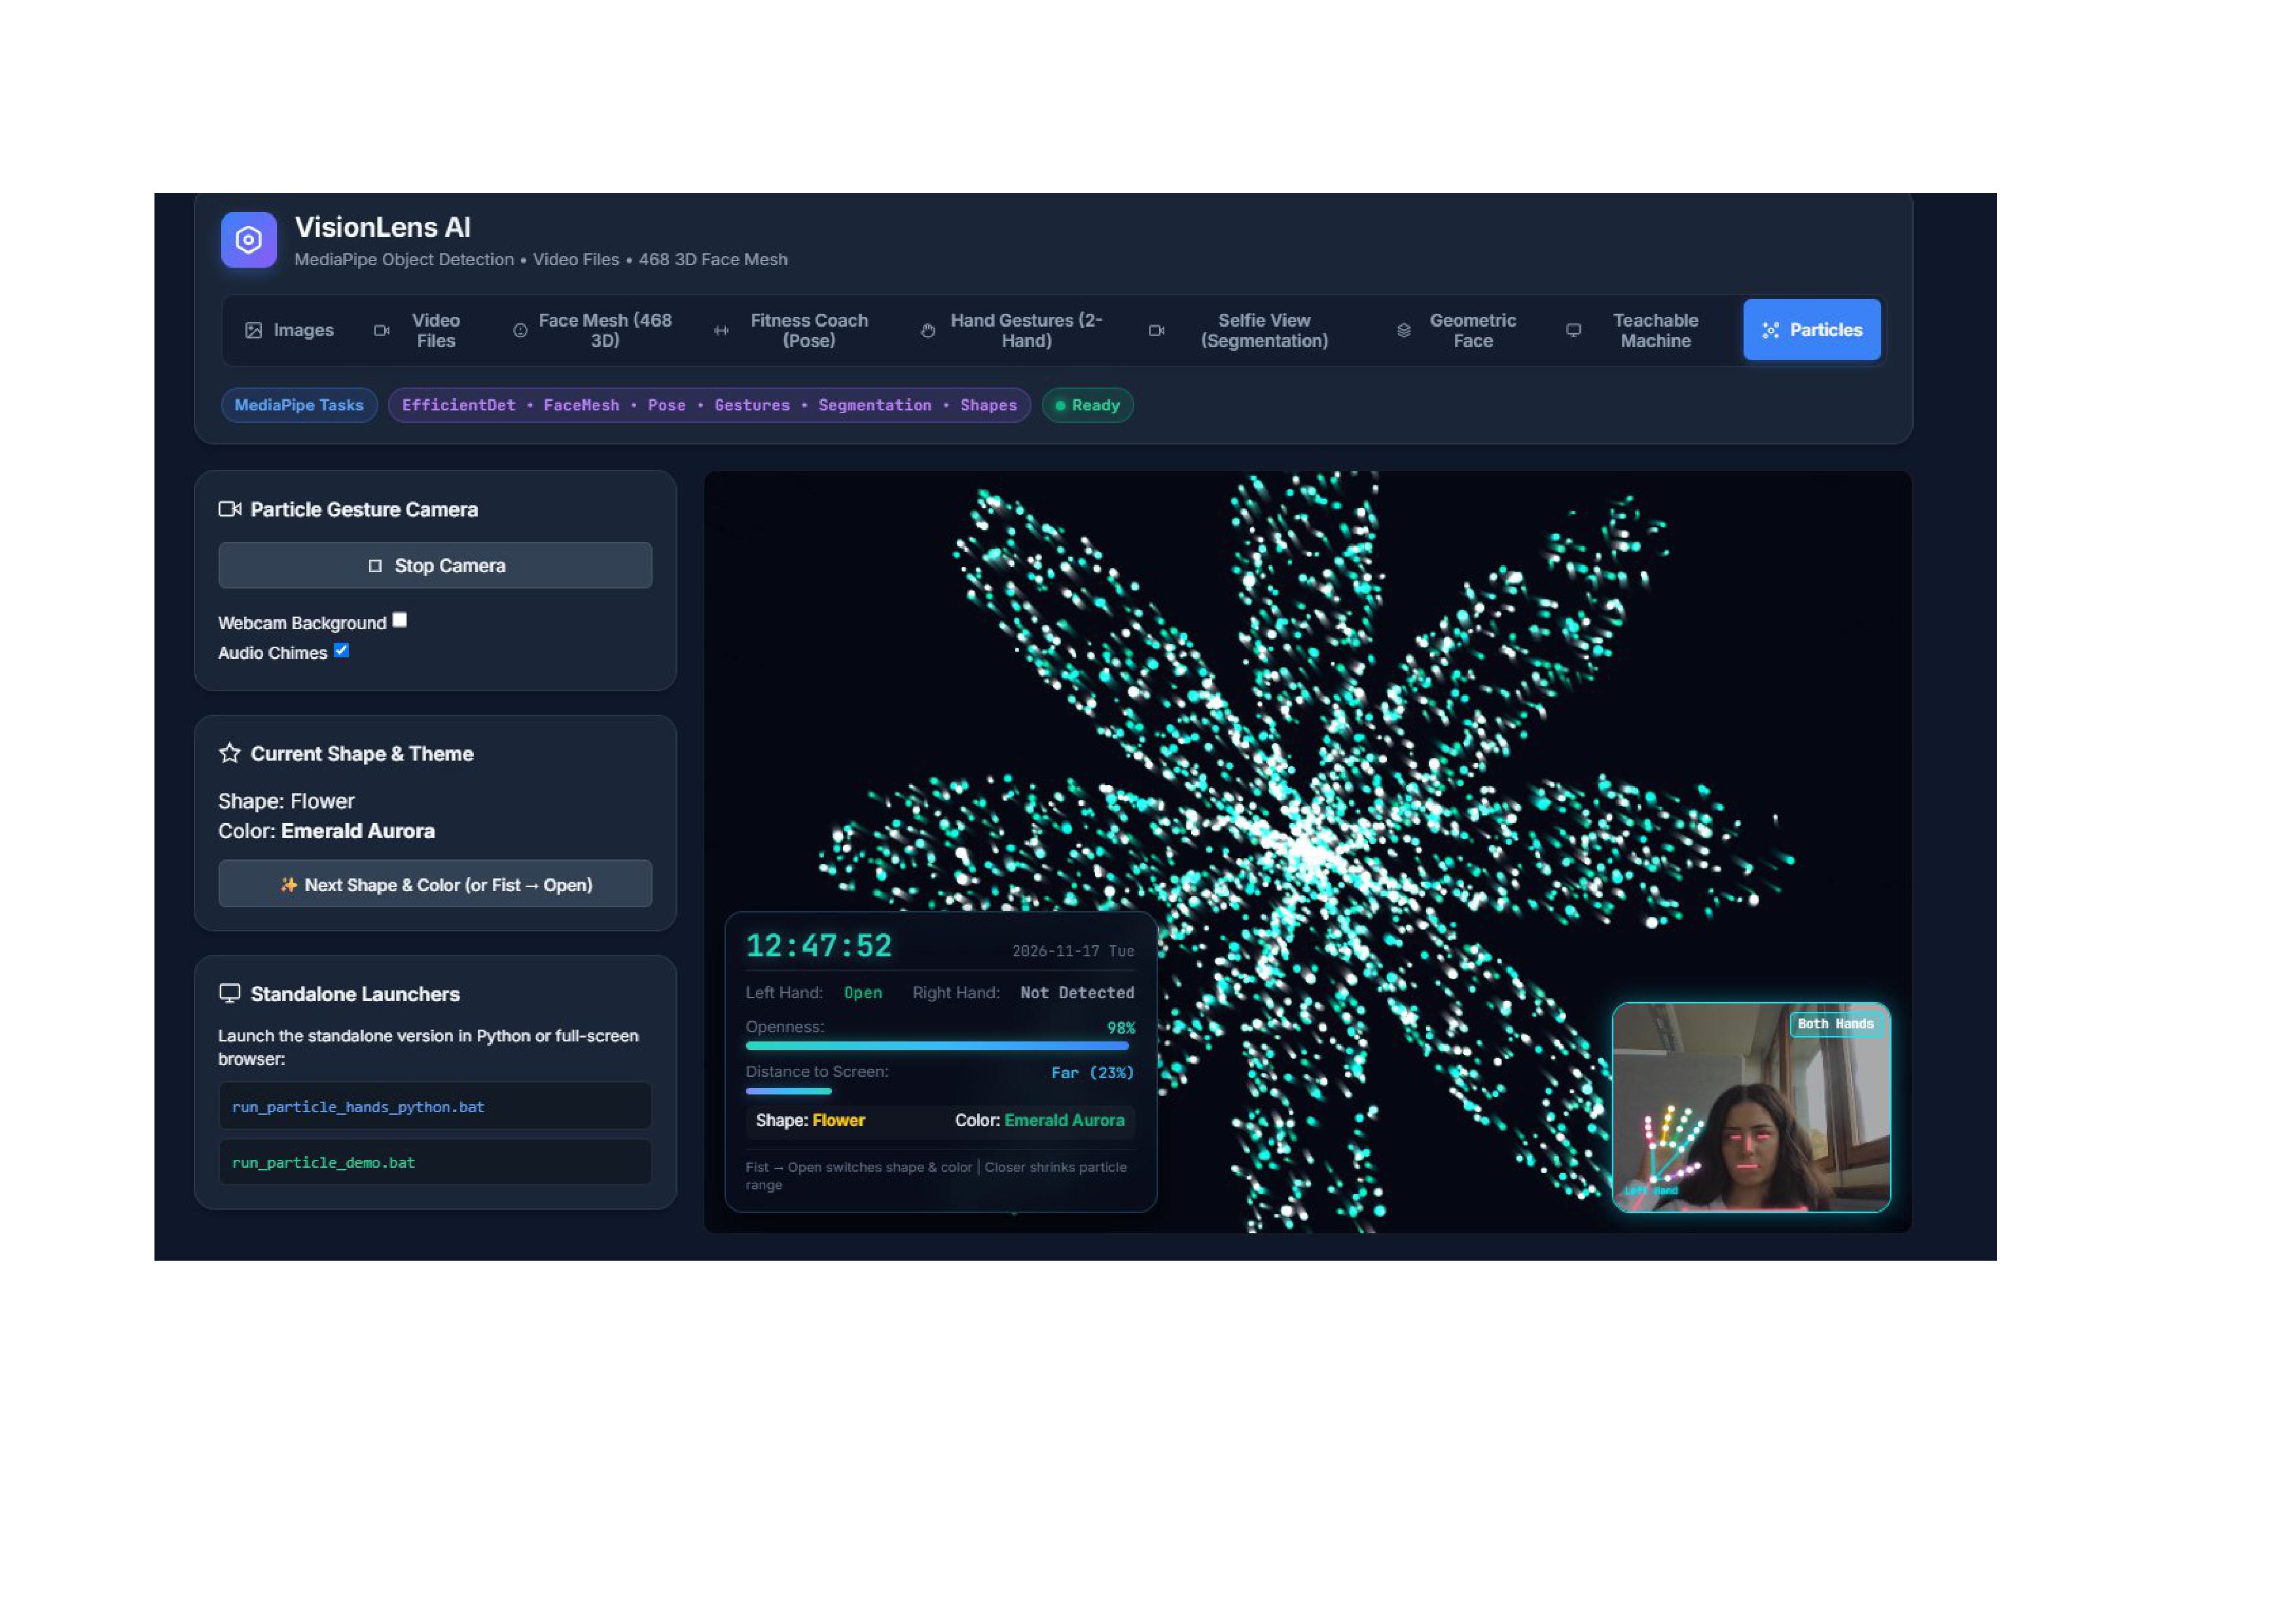 VisionLens AI
MediaPipe Object Detection • Video Files • 468 3D Face Mesh
Images
Video
Files
Face Mesh (468
3D)
Fitness Coach
(Pose)
Hand Gestures (2-
Hand)
Selfie View
(Segmentation)
Geometric
Face
Teachable
Machine
Particles
MediaPipe Tasks
EfficientDet • FaceMesh • Pose • Gestures • Segmentation • Shapes
Ready
Particle Gesture Camera
Stop Camera
Webcam Background
Audio Chimes
Current Shape & Theme
Shape: Flower
Color: Emerald Aurora
✨ Next Shape & Color (or Fist → Open)
Standalone Launchers
Launch the standalone version in Python or full-screen
browser:
run_particle_hands_python.bat
run_particle_demo.bat
12:47:52
2026-11-17 Tue
Left Hand: Open Right Hand: Not Detected
Openness: 98%
Distance to Screen: Far (23%)
Shape: Flower Color: Emerald Aurora
Fist → Open switches shape & color | Closer shrinks particle
range
Both Hands
Left Hand